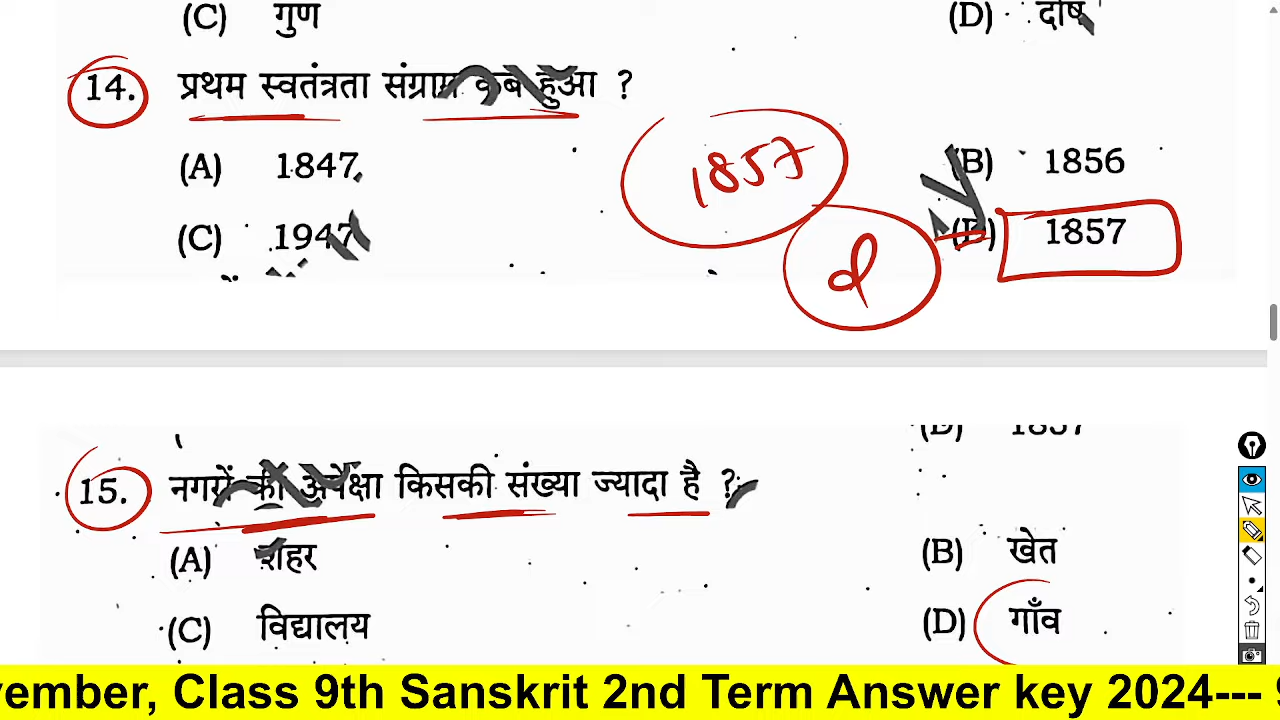 (C) गुण (D) दोष
14. प्रथम स्वतंत्रता संग्राम कब हुआ ?
(A) 1847 (B) 1856
1857
(C) 1947 (D) 1857
d
(D) 1857
15. नगरों की अपेक्षा किसकी संख्या ज्यादा है ?
(A) शहर (B) खेत
(C) विद्यालय (D) गाँव
vember, Class 9th Sanskrit 2nd Term Answer key 2024---